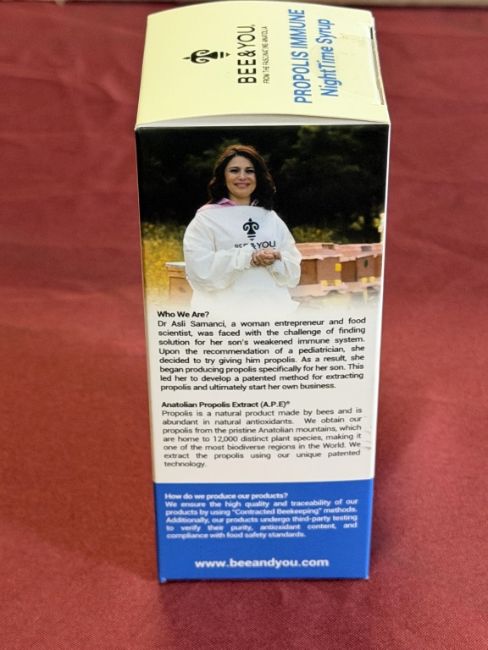 BEE&YOU.
FROM THE FASCINATING ANATOLIA
PROPOLIS IMMUNE
NightTime Syrup
BEE&YOU
Who We Are?
Dr Asli Samanci, a woman entrepreneur and food
scientist, was faced with the challenge of finding
solution for her son's weakened immune system.
Upon the recommendation of a pediatrician, she
decided to try giving him propolis. As a result, she
began producing propolis specifically for her son. This
led her to develop a patented method for extracting
propolis and ultimately start her own business.
Anatolian Propolis Extract (A.P.E)®
Propolis is a natural product made by bees and is
abundant in natural antioxidants. We obtain our
propolis from the pristine Anatolian mountains, which
are home to 12,000 distinct plant species, making it
one of the most biodiverse regions in the World. We
extract the propolis using our unique patented
technology.
How do we produce our products?
We ensure the high quality and traceability of our
products by using "Contracted Beekeeping" methods.
Additionally, our products undergo third-party testing
to verify their purity, antioxidant content, and
compliance with food safety standards.
www.beeandyou.com